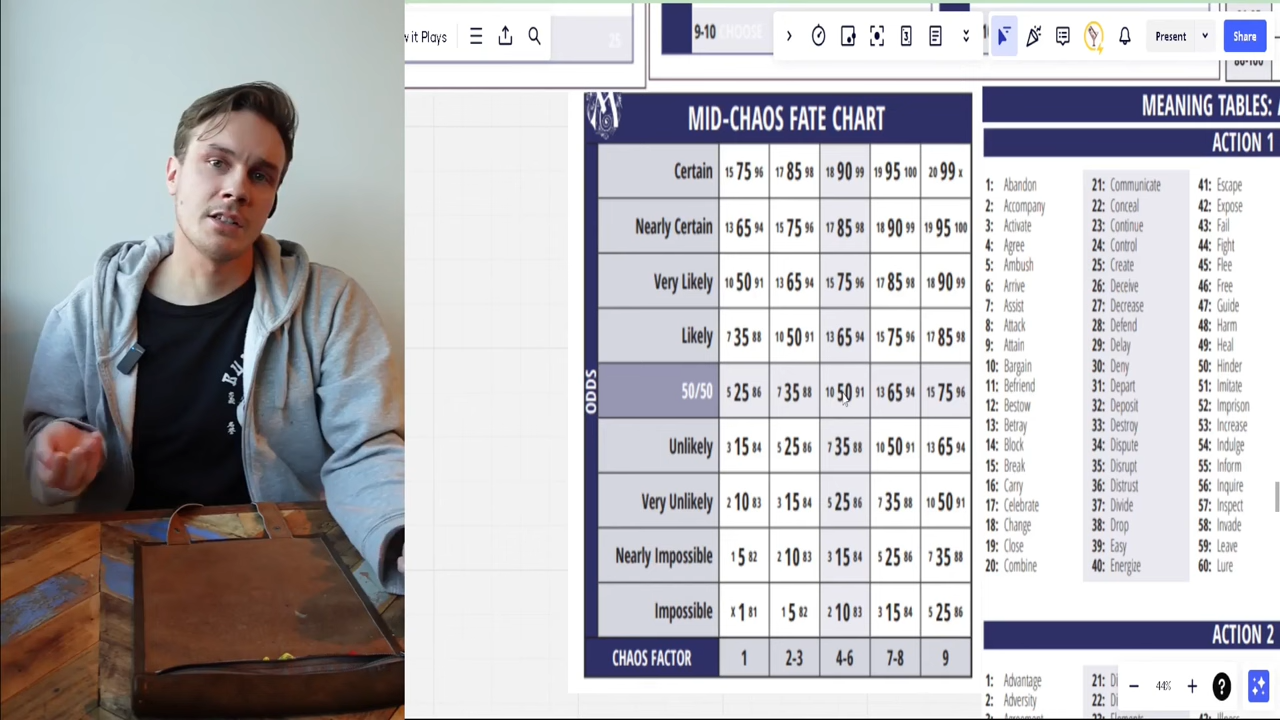 w it Plays
25
9-10 CHOOSE
Present
Share
86-100
M
MID-CHAOS FATE CHART
ODDS
Certain 15 75 96 17 85 98 18 90 99 19 95 100 20 99 x
Nearly Certain 13 65 94 15 75 96 17 85 98 18 90 99 19 95 100
Very Likely 10 50 91 13 65 94 15 75 96 17 85 98 18 90 99
Likely 7 35 88 10 50 91 13 65 94 15 75 96 17 85 98
50/50 5 25 86 7 35 88 10 50 91 13 65 94 15 75 96
Unlikely 3 15 84 5 25 86 7 35 88 10 50 91 13 65 94
Very Unlikely 2 10 83 3 15 84 5 25 86 7 35 88 10 50 91
Nearly Impossible 1 5 82 2 10 83 3 15 84 5 25 86 7 35 88
Impossible x 1 81 1 5 82 2 10 83 3 15 84 5 25 86
CHAOS FACTOR 1 2-3 4-6 7-8 9
MEANING TABLES:
ACTION 1
1: Abandon
2: Accompany
3: Activate
4: Agree
5: Ambush
6: Arrive
7: Assist
8: Attack
9: Attain
10: Bargain
11: Befriend
12: Bestow
13: Betray
14: Block
15: Break
16: Carry
17: Celebrate
18: Change
19: Close
20: Combine
21: Communicate
22: Conceal
23: Continue
24: Control
25: Create
26: Deceive
27: Decrease
28: Defend
29: Delay
30: Deny
31: Depart
32: Deposit
33: Destroy
34: Dispute
35: Disrupt
36: Distrust
37: Divide
38: Drop
39: Easy
40: Energize
41: Escape
42: Expose
43: Fail
44: Fight
45: Flee
46: Free
47: Guide
48: Harm
49: Heal
50: Hinder
51: Imitate
52: Imprison
53: Increase
54: Indulge
55: Inform
56: Inquire
57: Inspect
58: Invade
59: Leave
60: Lure
ACTION 2
1: Advantage
2: Adversity
21: Di
22: Di
44%
?